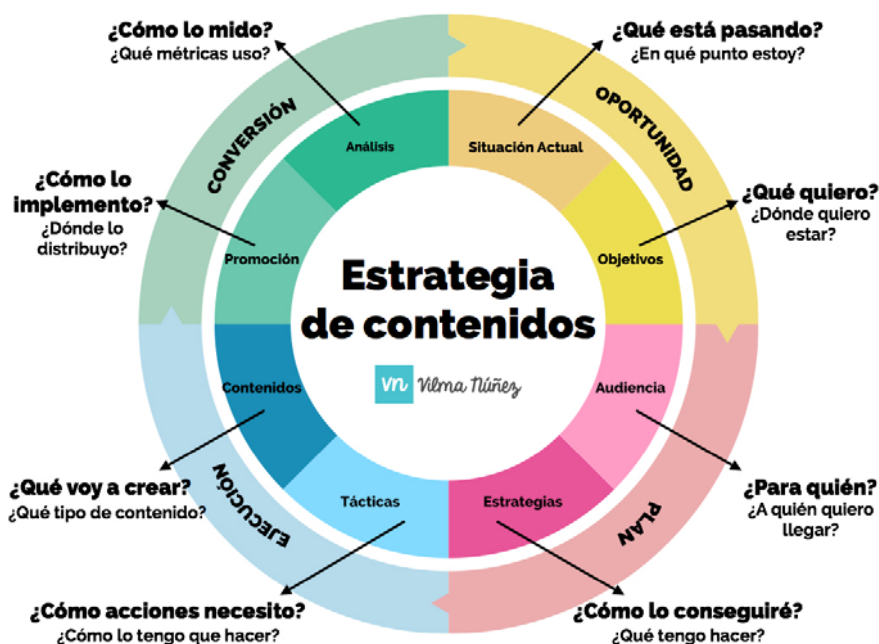 ¿Cómo lo mido?
¿Qué métricas uso?
¿Qué está pasando?
¿En qué punto estoy?
CONVERSIÓN
OPORTUNIDAD
Análisis
Situación Actual
¿Cómo lo
implemento?
¿Dónde lo
distribuyo?
¿Qué quiero?
¿Dónde quiero
estar?
Promoción
Objetivos
Estrategia
de contenidos
vn Vilma Núñez
Contenidos
Audiencia
¿Qué voy a crear?
¿Qué tipo de contenido?
¿Para quién?
¿A quién quiero
llegar?
Tácticas
Estrategias
EJECUCIÓN
PLAN
¿Cómo acciones necesito?
¿Cómo lo tengo que hacer?
¿Cómo lo conseguiré?
¿Qué tengo hacer?